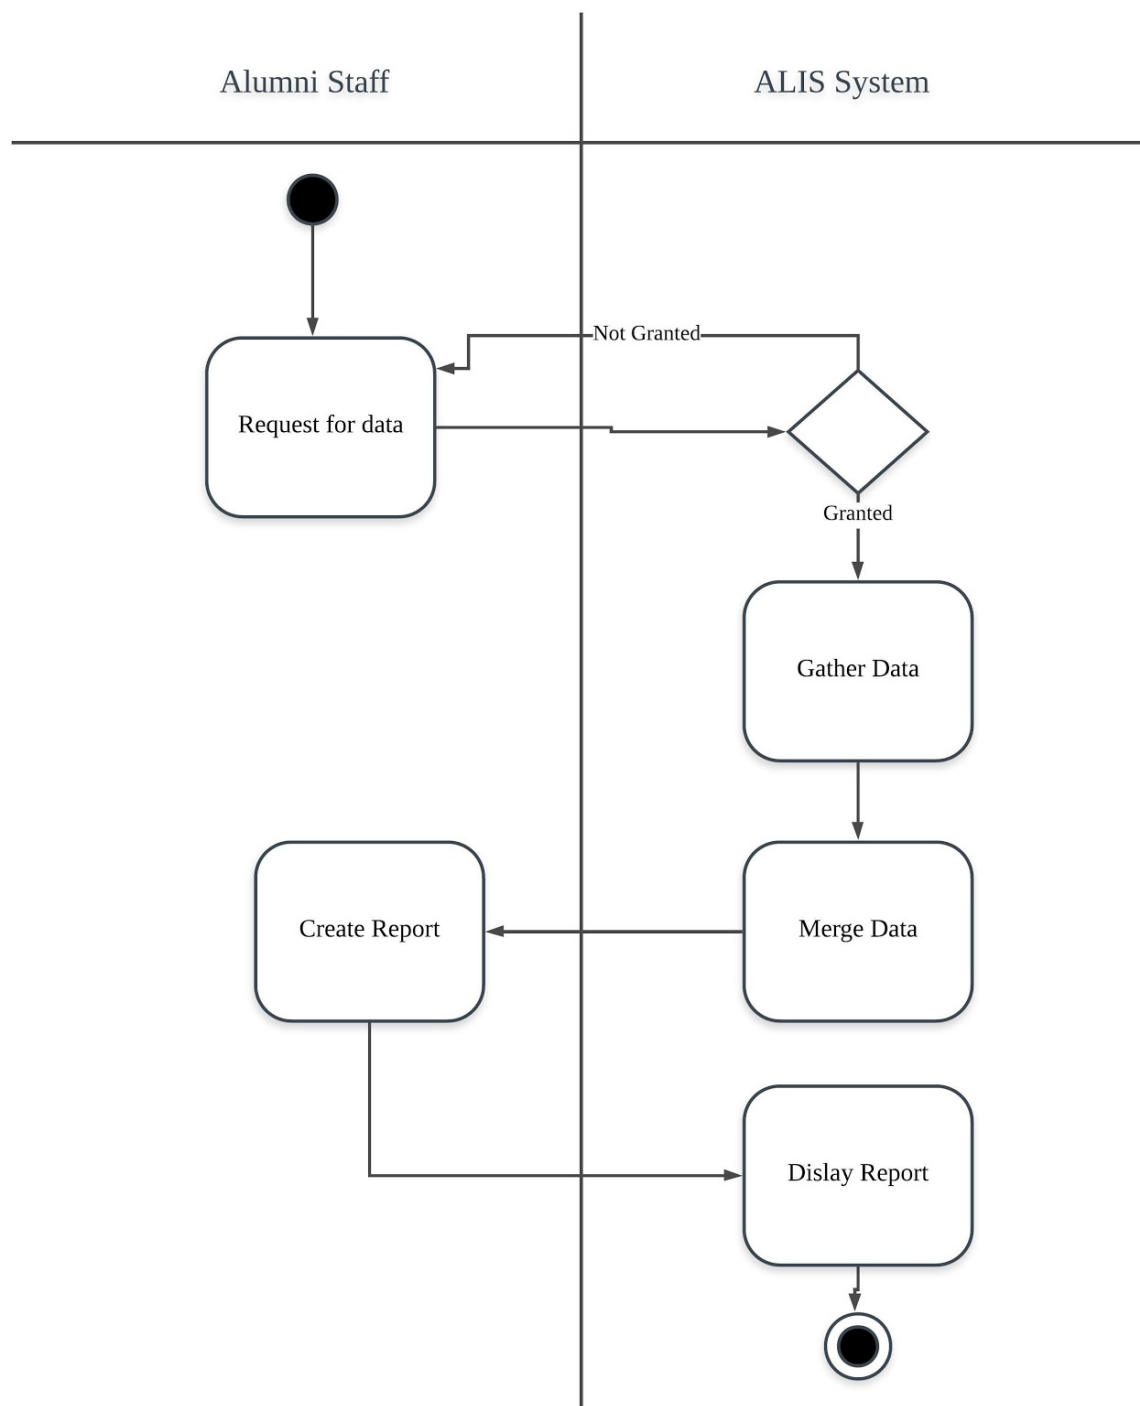 Alumni Staff
ALIS System
Not Granted
Request for data
Granted
Gather Data
Create Report
Merge Data
Dislay Report